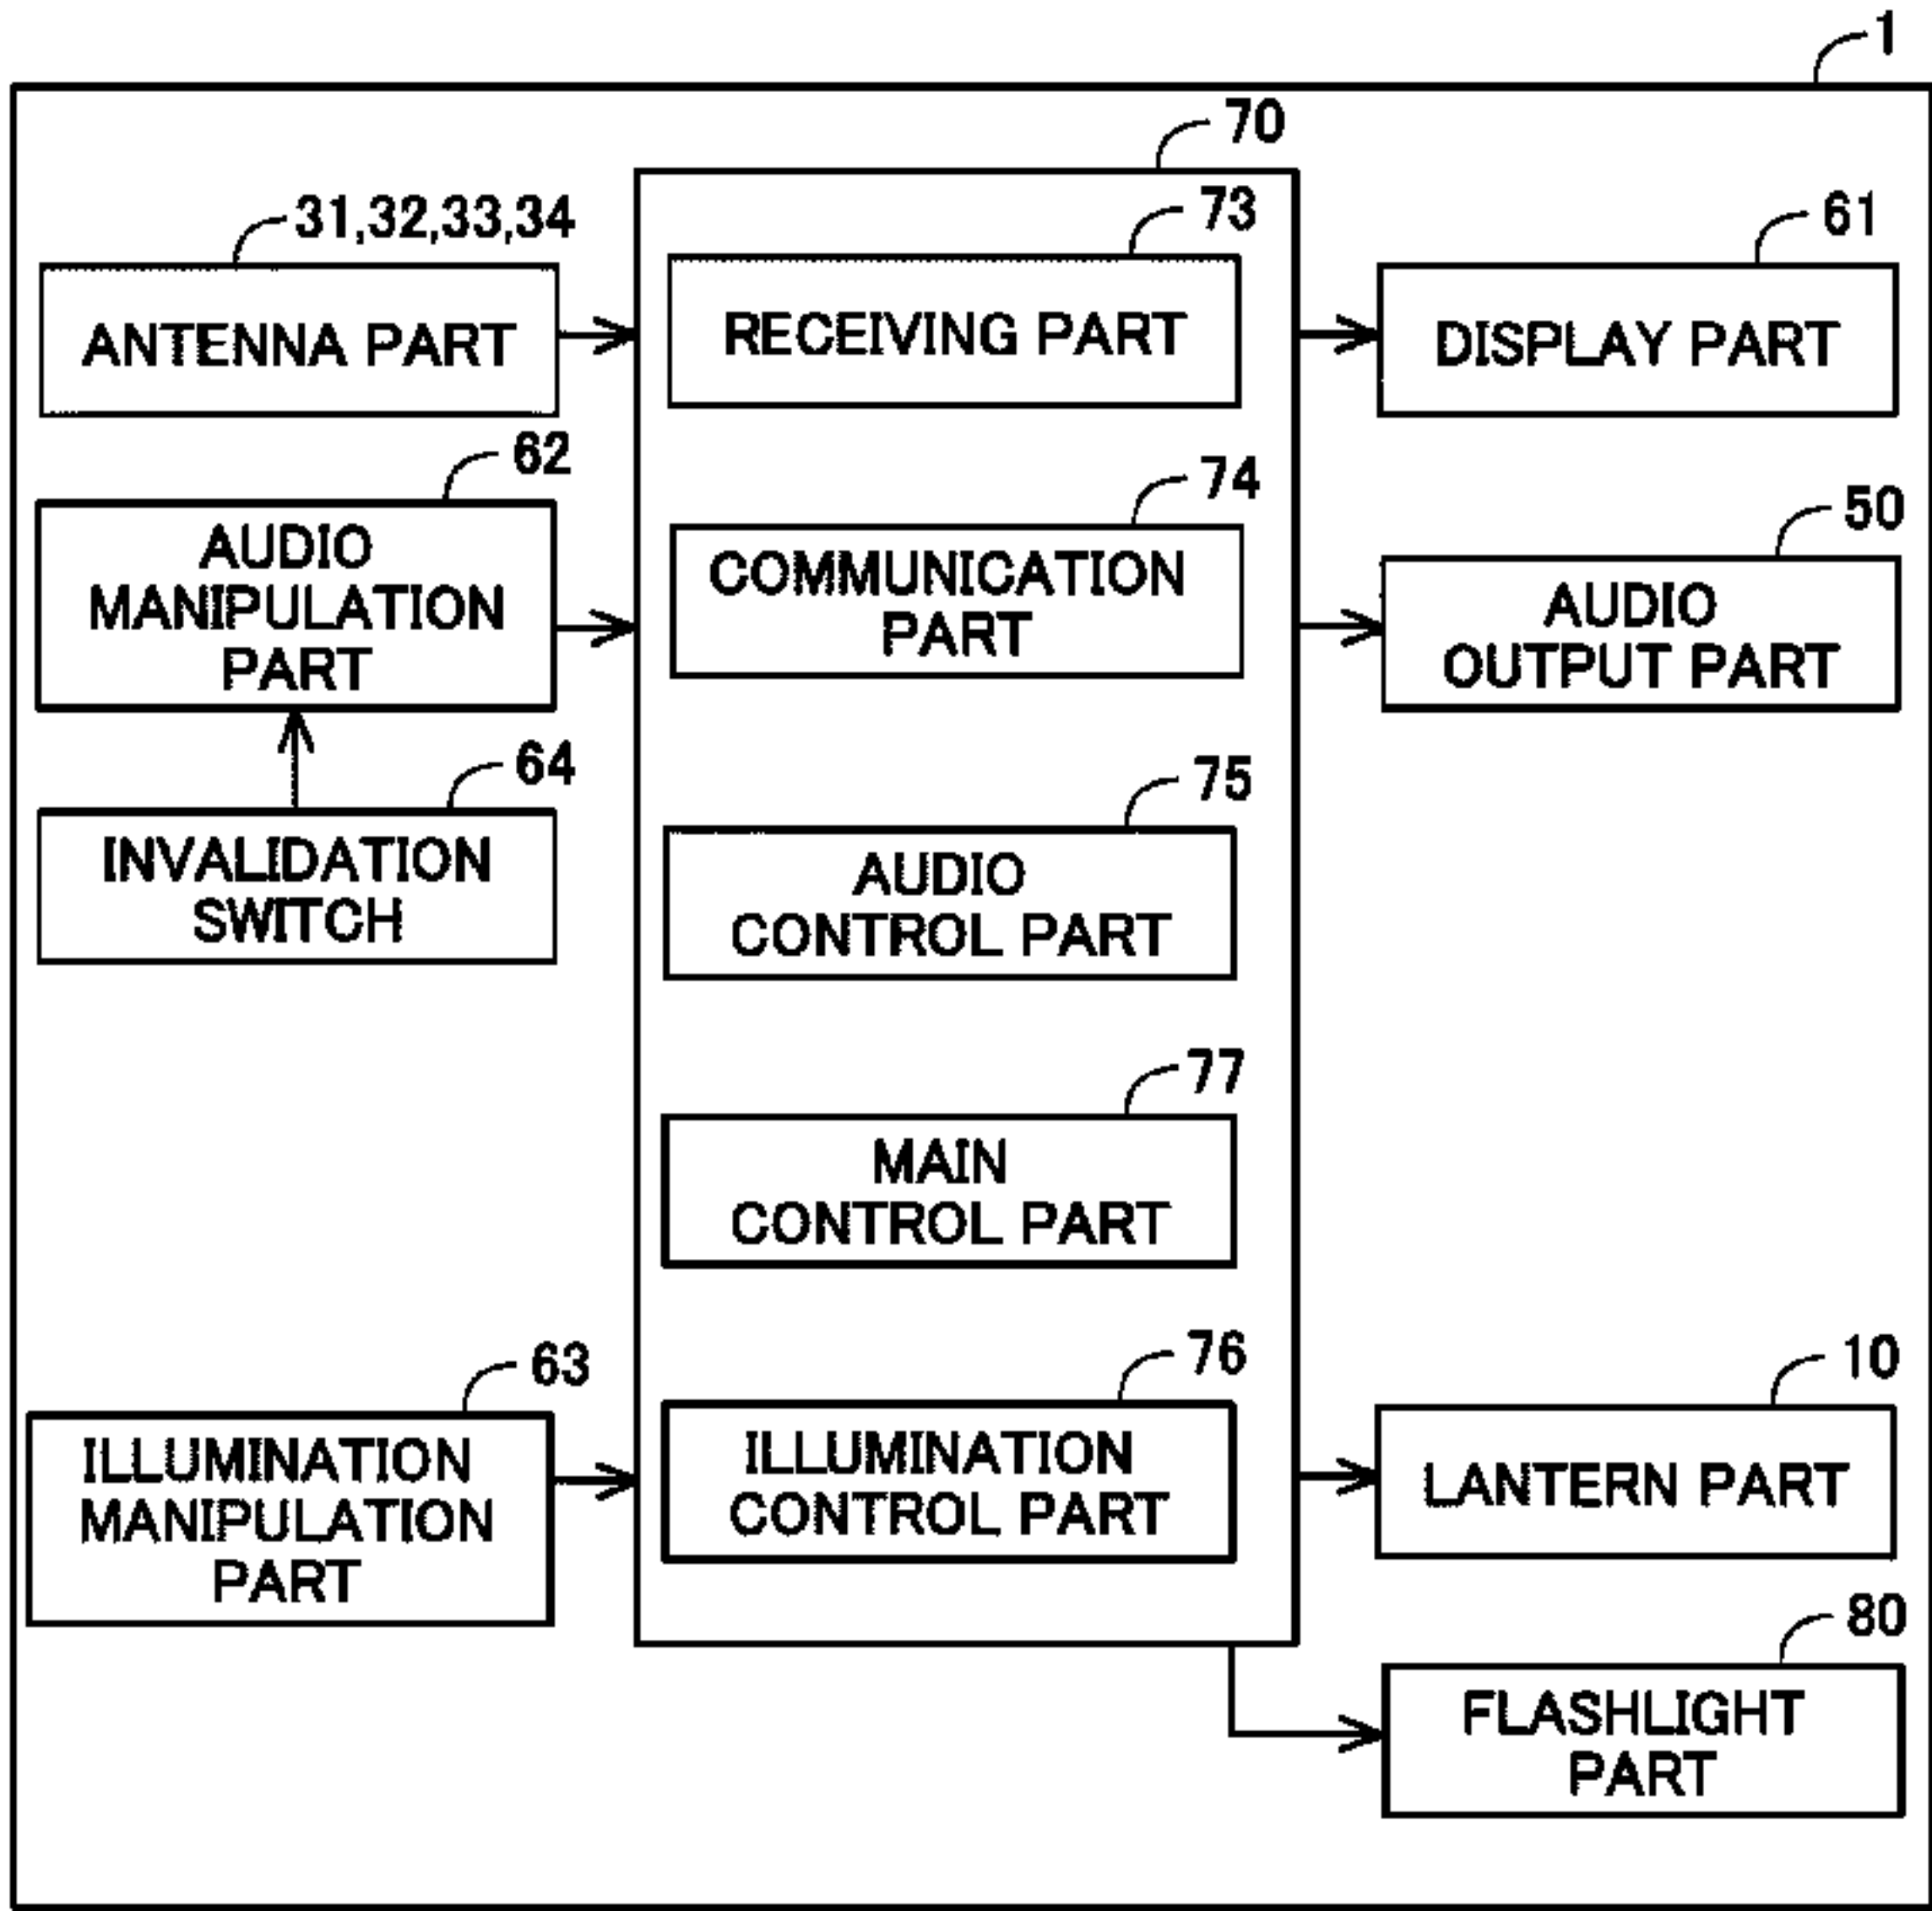 1
70
31,32,33,34
ANTENNA PART
73
RECEIVING PART
61
DISPLAY PART
62
AUDIO
MANIPULATION
PART
74
COMMUNICATION
PART
50
AUDIO
OUTPUT PART
64
INVALIDATION
SWITCH
75
AUDIO
CONTROL PART
77
MAIN
CONTROL PART
63
ILLUMINATION
MANIPULATION
PART
76
ILLUMINATION
CONTROL PART
10
LANTERN PART
80
FLASHLIGHT
PART